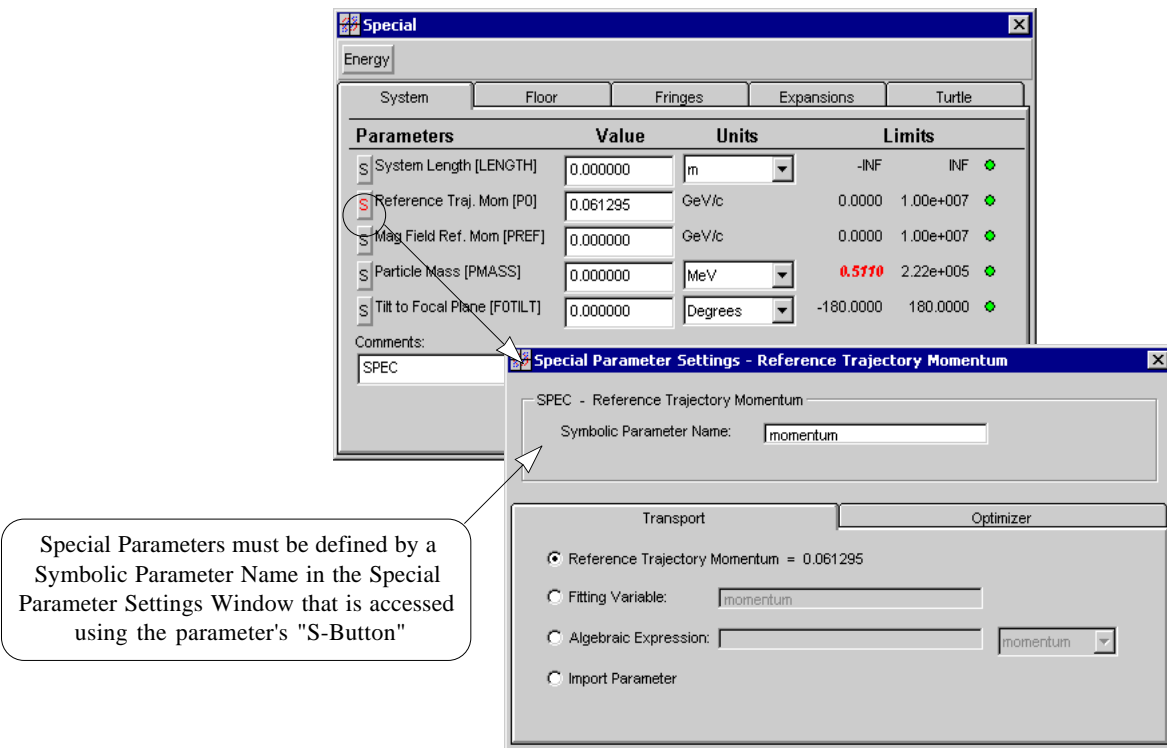 Special
Energy
System Floor Fringes Expansions Turtle
Parameters Value Units Limits
S System Length [LENGTH] 0.000000 m -INF INF
S Reference Traj. Mom [P0] 0.061295 GeV/c 0.0000 1.00e+007
S Mag Field Ref. Mom [PREF] 0.000000 GeV/c 0.0000 1.00e+007
S Particle Mass [PMASS] 0.000000 MeV 0.5110 2.22e+005
S Tilt to Focal Plane [FOTILT] 0.000000 Degrees -180.0000 180.0000
Comments:
SPEC
Special Parameter Settings - Reference Trajectory Momentum
SPEC - Reference Trajectory Momentum
Symbolic Parameter Name: momentum
Transport Optimizer
Reference Trajectory Momentum = 0.061295
Fitting Variable: momentum
Algebraic Expression: momentum
Import Parameter
Special Parameters must be defined by a
Symbolic Parameter Name in the Special
Parameter Settings Window that is accessed
using the parameter's "S-Button"